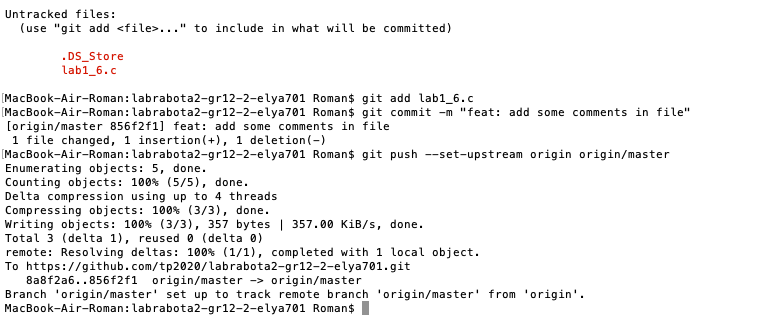 Untracked files:
  (use "git add <file>..." to include in what will be committed)
        .DS_Store
        lab1_6.c
MacBook-Air-Roman:labrabota2-gr12-2-elya701 Roman$ git add lab1_6.c
MacBook-Air-Roman:labrabota2-gr12-2-elya701 Roman$ git commit -m "feat: add some comments in file"
[origin/master 856f2f1] feat: add some comments in file
 1 file changed, 1 insertion(+), 1 deletion(-)
MacBook-Air-Roman:labrabota2-gr12-2-elya701 Roman$ git push --set-upstream origin origin/master
Enumerating objects: 5, done.
Counting objects: 100% (5/5), done.
Delta compression using up to 4 threads
Compressing objects: 100% (3/3), done.
Writing objects: 100% (3/3), 357 bytes | 357.00 KiB/s, done.
Total 3 (delta 1), reused 0 (delta 0)
remote: Resolving deltas: 100% (1/1), completed with 1 local object.
To https://github.com/tp2020/labrabota2-gr12-2-elya701.git
   8a8f2a6..856f2f1  origin/master -> origin/master
Branch 'origin/master' set up to track remote branch 'origin/master' from 'origin'.
MacBook-Air-Roman:labrabota2-gr12-2-elya701 Roman$